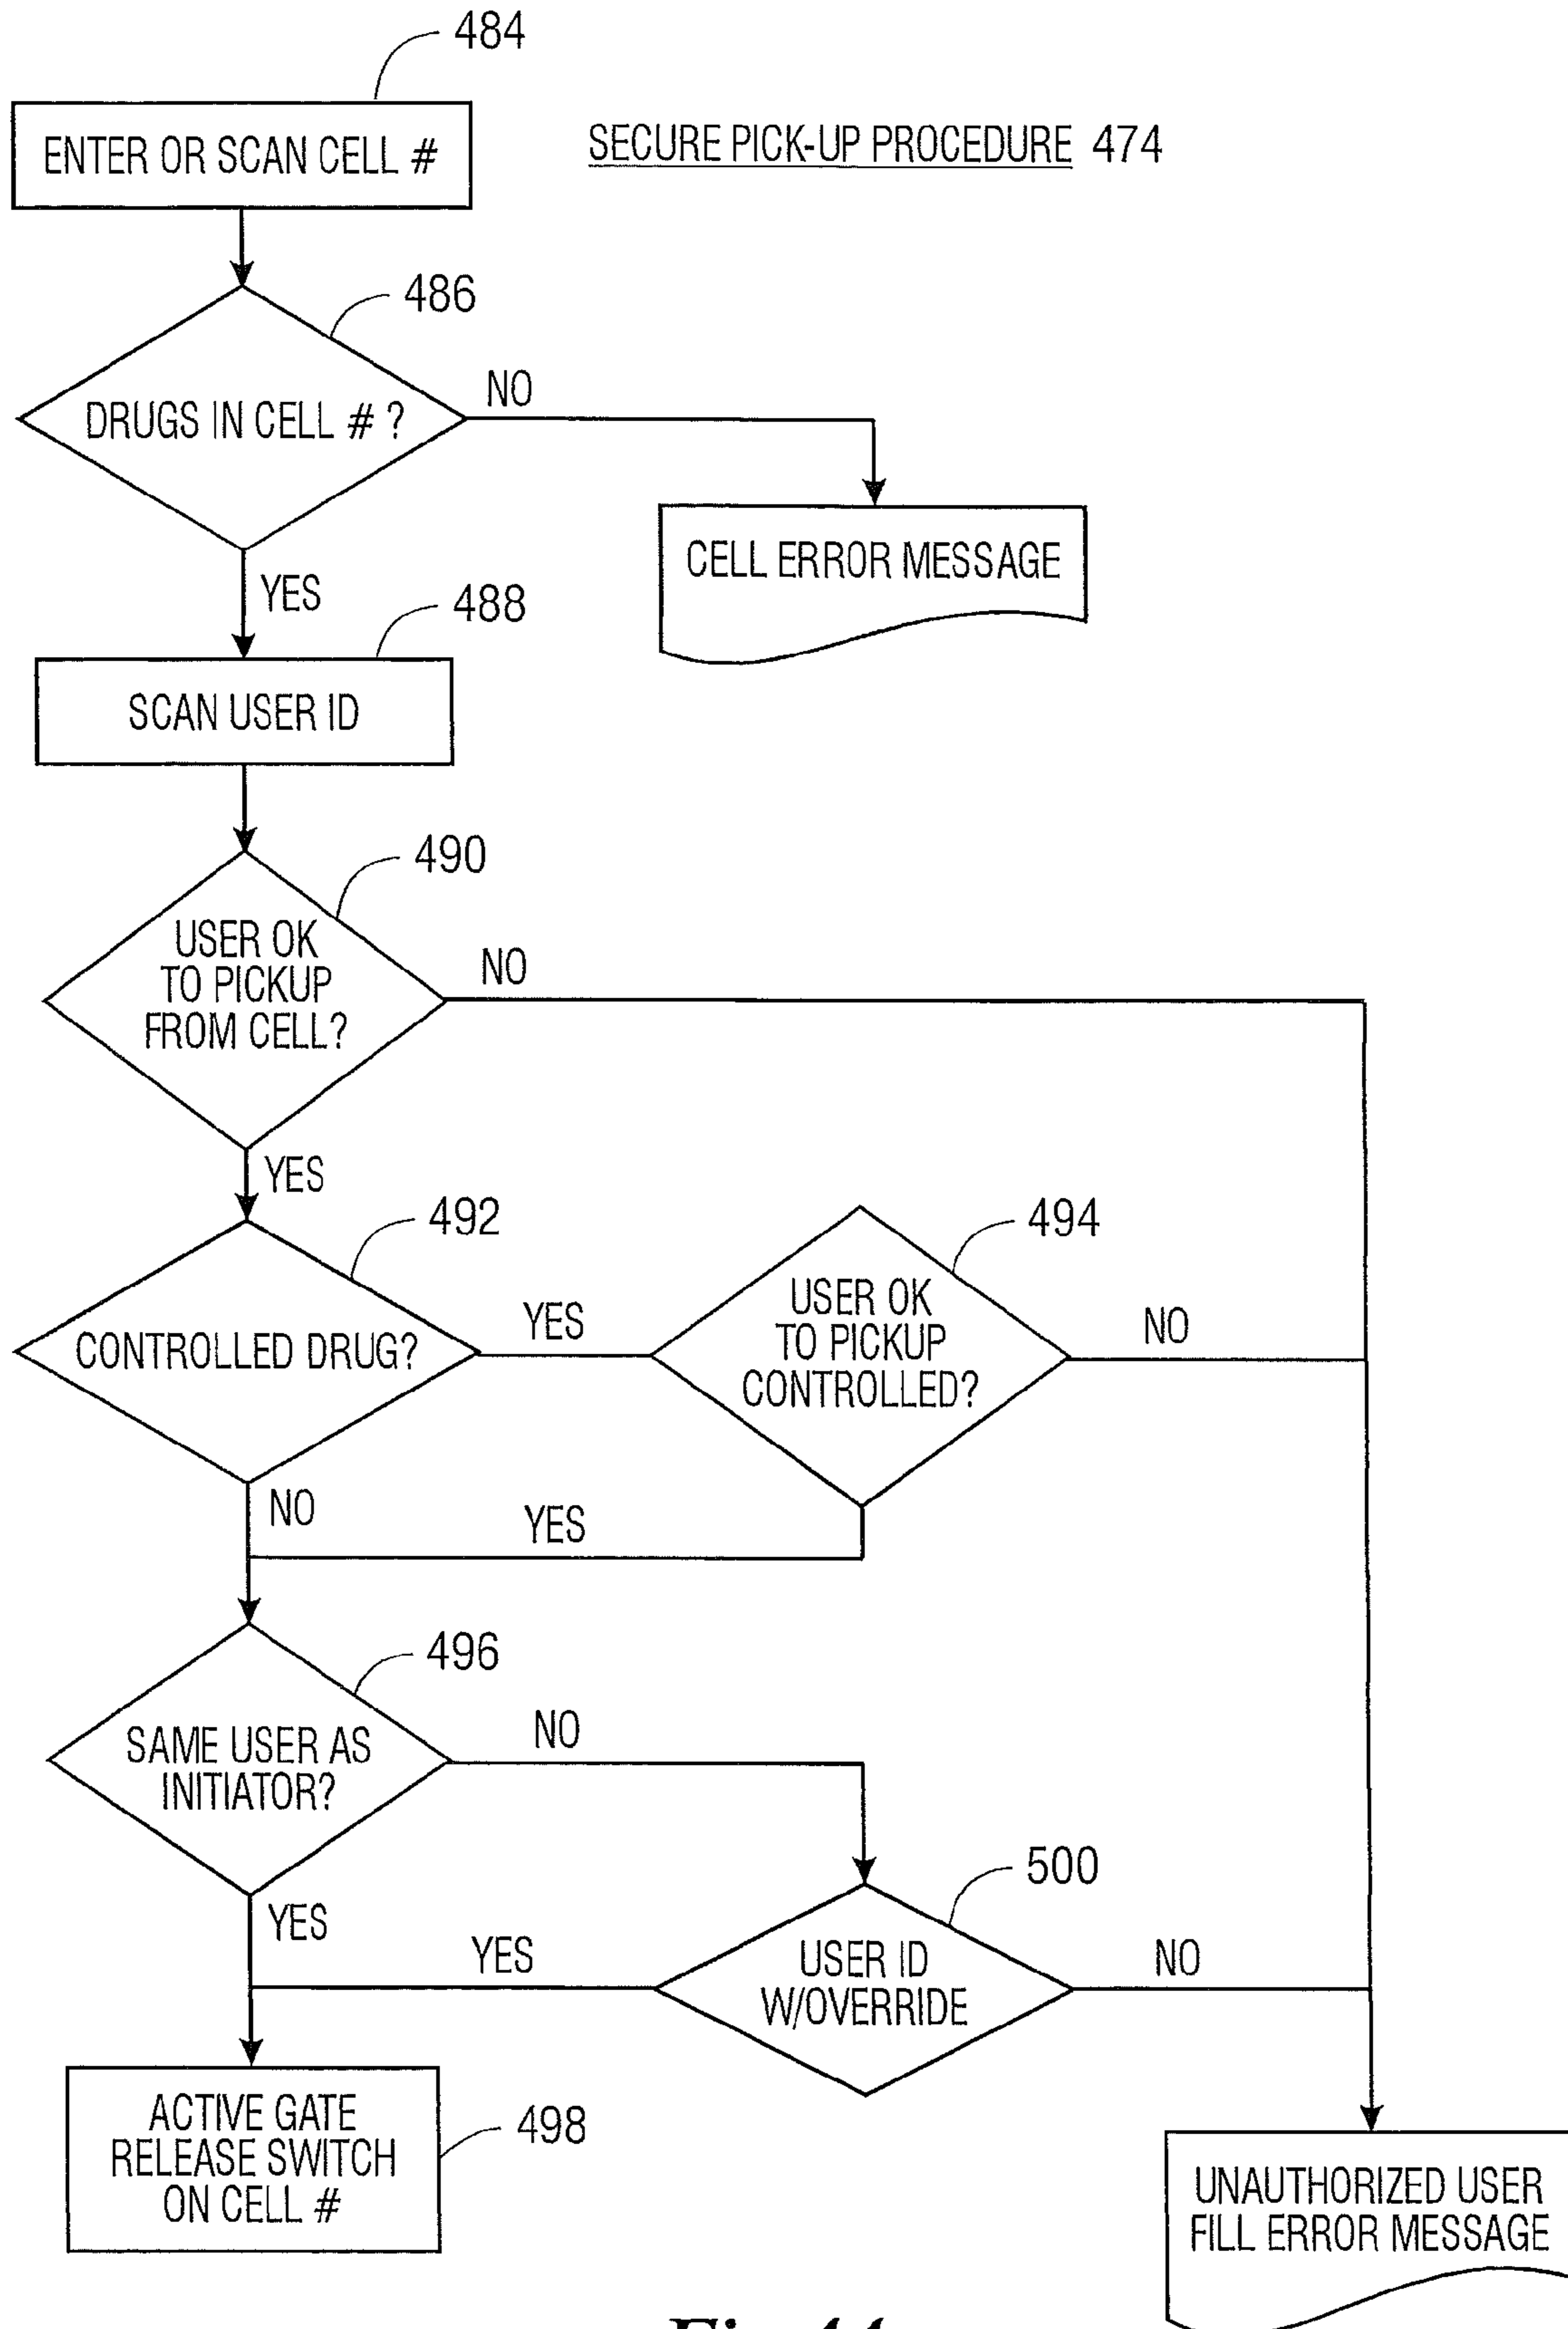 484
ENTER OR SCAN CELL #
SECURE PICK-UP PROCEDURE 474
486
DRUGS IN CELL # ?
NO
CELL ERROR MESSAGE
YES
488
SCAN USER ID
490
USER OK
TO PICKUP
FROM CELL?
NO
YES
492
CONTROLLED DRUG?
YES
494
USER OK
TO PICKUP
CONTROLLED?
NO
NO
YES
496
SAME USER AS
INITIATOR?
NO
YES
500
USER ID
W/OVERRIDE
YES
NO
ACTIVE GATE
RELEASE SWITCH
ON CELL #
498
UNAUTHORIZED USER
FILL ERROR MESSAGE